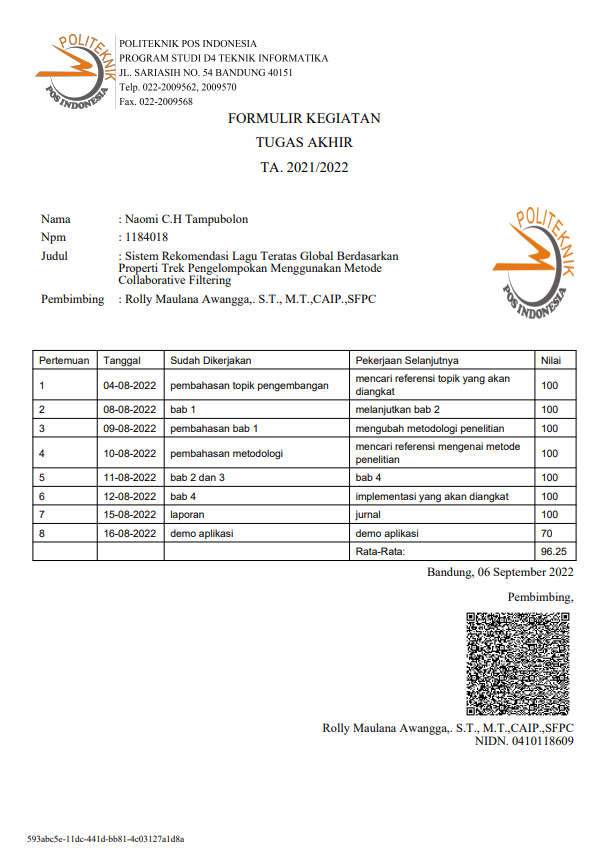 POLITEKNIK
POS INDONESIA
POLITEKNIK POS INDONESIA
PROGRAM STUDI D4 TEKNIK INFORMATIKA
JL. SARIASIH NO. 54 BANDUNG 40151
Telp. 022-2009562, 2009570
Fax. 022-2009568
FORMULIR KEGIATAN
TUGAS AKHIR
TA. 2021/2022
Nama : Naomi C.H Tampubolon
Npm : 1184018
Judul : Sistem Rekomendasi Lagu Teratas Global Berdasarkan
Properti Trek Pengelompokan Menggunakan Metode
Collaborative Filtering
Pembimbing : Rolly Maulana Awangga,. S.T., M.T.,CAIP.,SFPC
POLITEKNIK
POS INDONESIA
Pertemuan Tanggal Sudah Dikerjakan Pekerjaan Selanjutnya Nilai
1 04-08-2022 pembahasan topik pengembangan mencari referensi topik yang akan diangkat 100
2 08-08-2022 bab 1 melanjutkan bab 2 100
3 09-08-2022 pembahasan bab 1 mengubah metodologi penelitian 100
4 10-08-2022 pembahasan metodologi mencari referensi mengenai metode penelitian 100
5 11-08-2022 bab 2 dan 3 bab 4 100
6 12-08-2022 bab 4 implementasi yang akan diangkat 100
7 15-08-2022 laporan jurnal 100
8 16-08-2022 demo aplikasi demo aplikasi 70
Rata-Rata: 96.25
Bandung, 06 September 2022
Pembimbing,
Rolly Maulana Awangga,. S.T., M.T.,CAIP.,SFPC
NIDN. 0410118609
593abc5e-11dc-441d-bb81-4c03127a1d8a